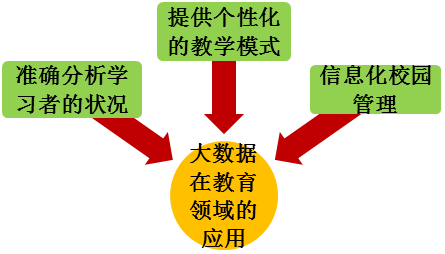 提供个性化
的教学模式
准确分析学
习者的状况
信息化校园
管理
大数据
在教育
领域的
应用